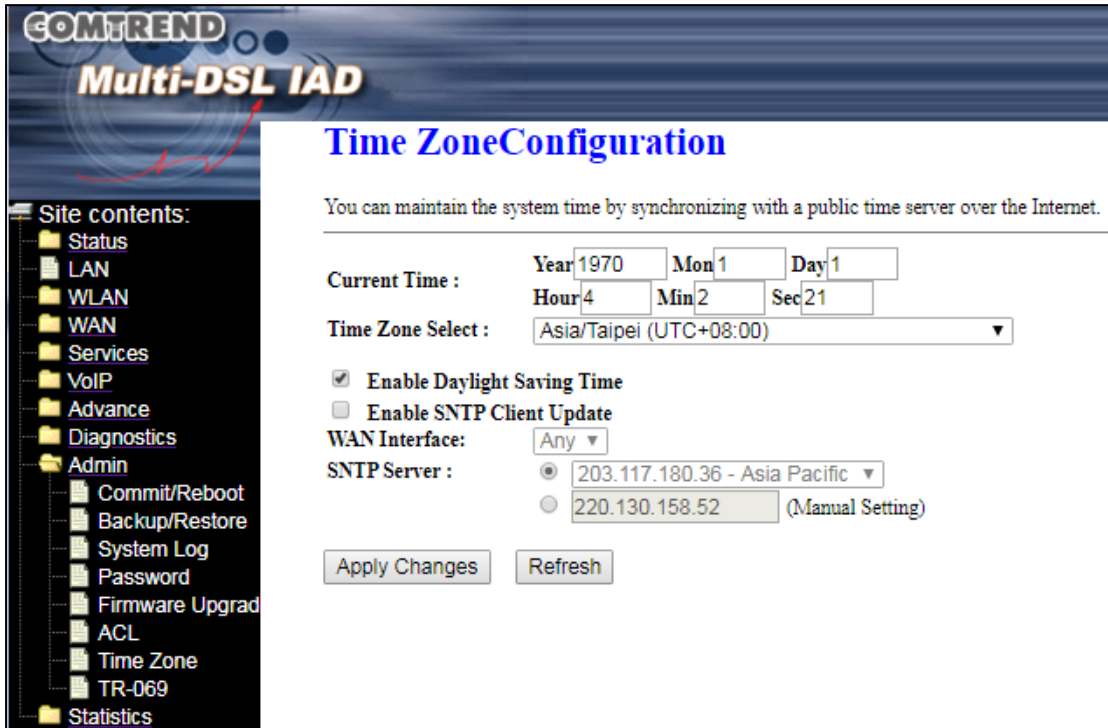 COMTREND
Multi-DSL IAD
Site contents:
Status
LAN
WLAN
WAN
Services
VoIP
Advance
Diagnostics
Admin
Commit/Reboot
Backup/Restore
System Log
Password
Firmware Upgrad
ACL
Time Zone
TR-069
Statistics
Time ZoneConfiguration
You can maintain the system time by synchronizing with a public time server over the Internet.
Current Time : Year 1970 Mon 1 Day 1
Hour 4 Min 2 Sec 21
Time Zone Select : Asia/Taipei (UTC+08:00)
Enable Daylight Saving Time
Enable SNTP Client Update
WAN Interface: Any
SNTP Server : 203.117.180.36 - Asia Pacific
220.130.158.52 (Manual Setting)
Apply Changes Refresh